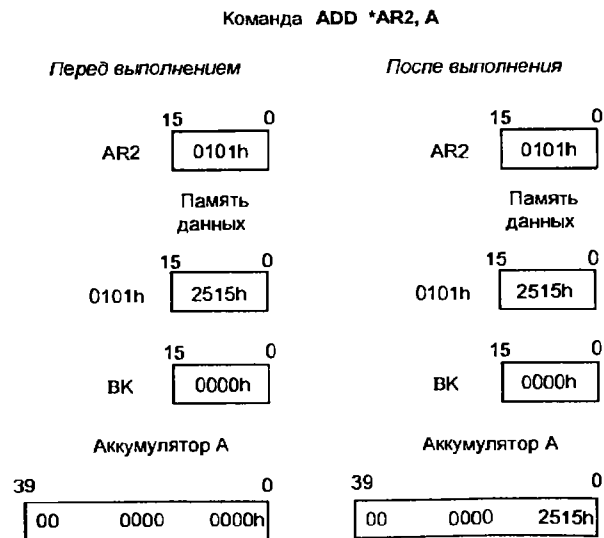 Команда ADD *AR2, A
Перед выполнением После выполнения
15 0 15 0
AR2 0101h AR2 0101h
Память Память
данных данных
15 0 15 0
0101h 2515h 0101h 2515h
15 0 15 0
BK 0000h BK 0000h
Аккумулятор A Аккумулятор A
39 0 39 0
00 0000 0000h 00 0000 2515h